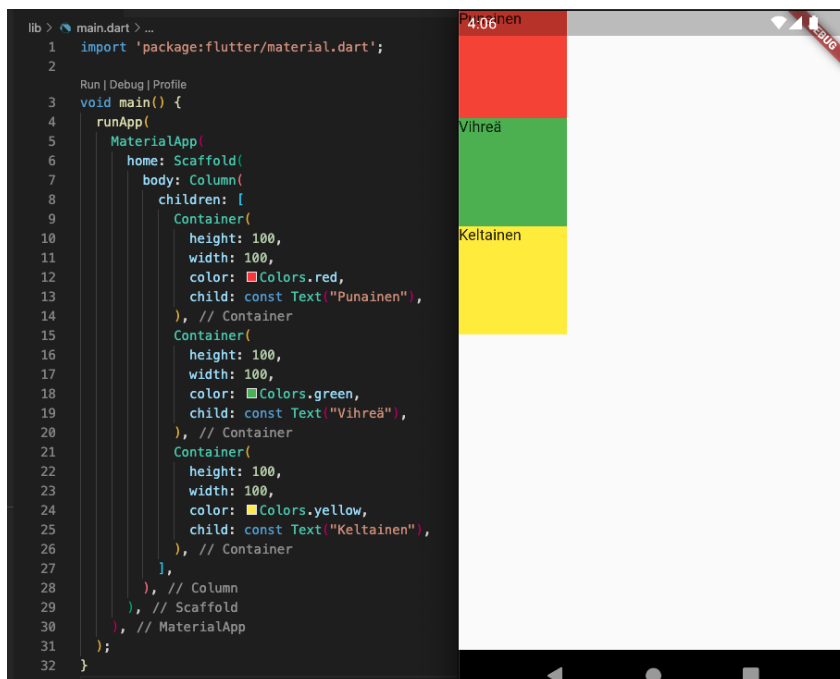 lib > main.dart > ...
1 import 'package:flutter/material.dart';
2
Run | Debug | Profile
3 void main() {
4 runApp(
5 MaterialApp(
6 home: Scaffold(
7 body: Column(
8 children: [
9 Container(
10 height: 100,
11 width: 100,
12 color: Colors.red,
13 child: const Text("Punainen"),
14 ), // Container
15 Container(
16 height: 100,
17 width: 100,
18 color: Colors.green,
19 child: const Text("Vihreä"),
20 ), // Container
21 Container(
22 height: 100,
23 width: 100,
24 color: Colors.yellow,
25 child: const Text("Keltainen"),
26 ), // Container
27 ],
28 ), // Column
29 ), // Scaffold
30 ), // MaterialApp
31 );
32 }
Punainen
4:06
DEBUG
Vihreä
Keltainen